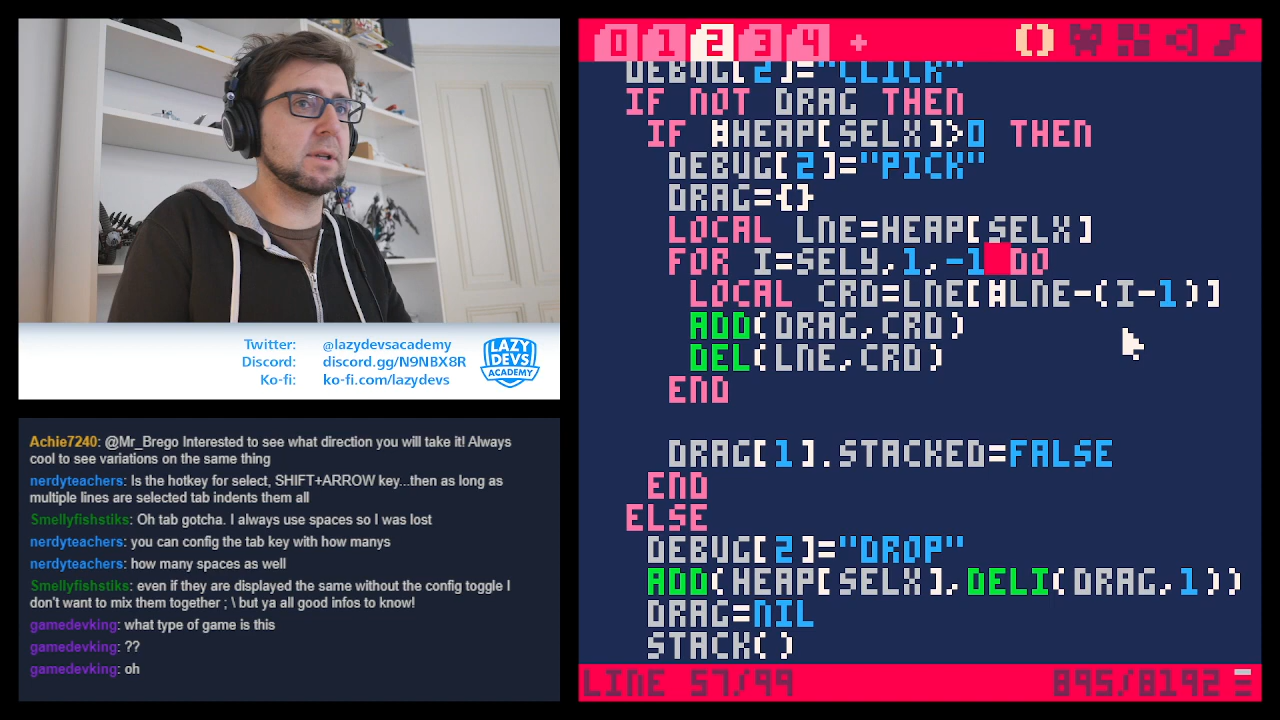 Twitter: @lazydevsacademy
Discord: discord.gg/N9NBX8R
Ko-fi: ko-fi.com/lazydevs
LAZY
DEVS
ACADEMY
Achie7240: @Mr_Brego Interested to see what direction you will take it! Always
cool to see variations on the same thing
nerdyteachers: Is the hotkey for select, SHIFT+ARROW key...then as long as
multiple lines are selected tab indents them all
Smellyfishstiks: Oh tab gotcha. I always use spaces so I was lost
nerdyteachers: you can config the tab key with how manys
nerdyteachers: how many spaces as well
Smellyfishstiks: even if they are displayed the same without the config toggle I
don't want to mix them together ; \ but ya all good infos to know!
gamedevking: what type of game is this
gamedevking: ??
gamedevking: oh
0 1 2 3 4 +
DEBUG[2]="CLICK"
IF NOT DRAG THEN
IF #HEAP[SELX]>0 THEN
DEBUG[2]="PICK"
DRAG={}
LOCAL LNE=HEAP[SELX]
FOR I=SELY,1,-1 DO
LOCAL CRD=LNE[#LNE-(I-1)]
ADD(DRAG,CRD)
DEL(LNE,CRD)
END
DRAG[1].STACKED=FALSE
END
ELSE
DEBUG[2]="DROP"
ADD(HEAP[SELX],DELI(DRAG,1))
DRAG=NIL
STACK()
LINE 57/99
895/8192